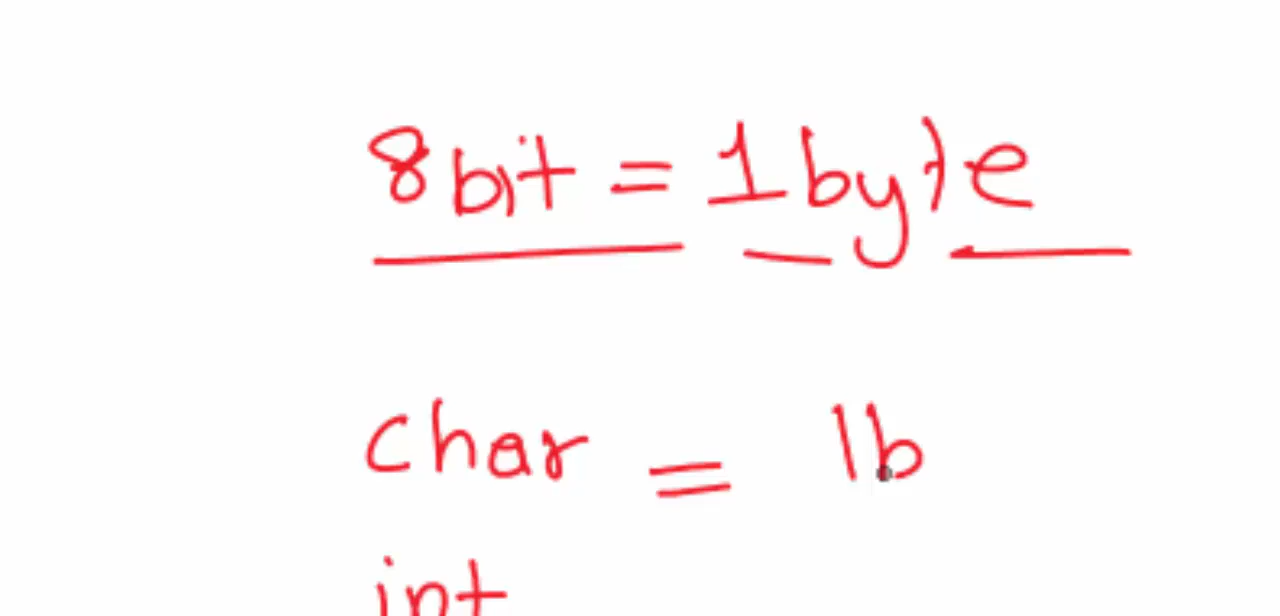 8bit = 1byte
char = 1b
int